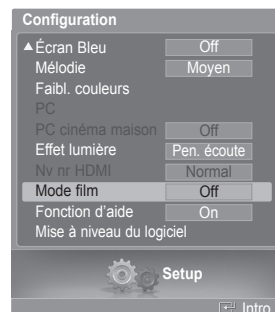 Configuration
▲Écran Bleu Off
Mélodie Moyen
Faibl. couleurs
PC
PC cinéma maison Off
Effet lumière Pen. écoute
Nv nr HDMI Normal
Mode film Off
Fonction d'aide On
Mise à niveau du logiciel
Setup
Intro